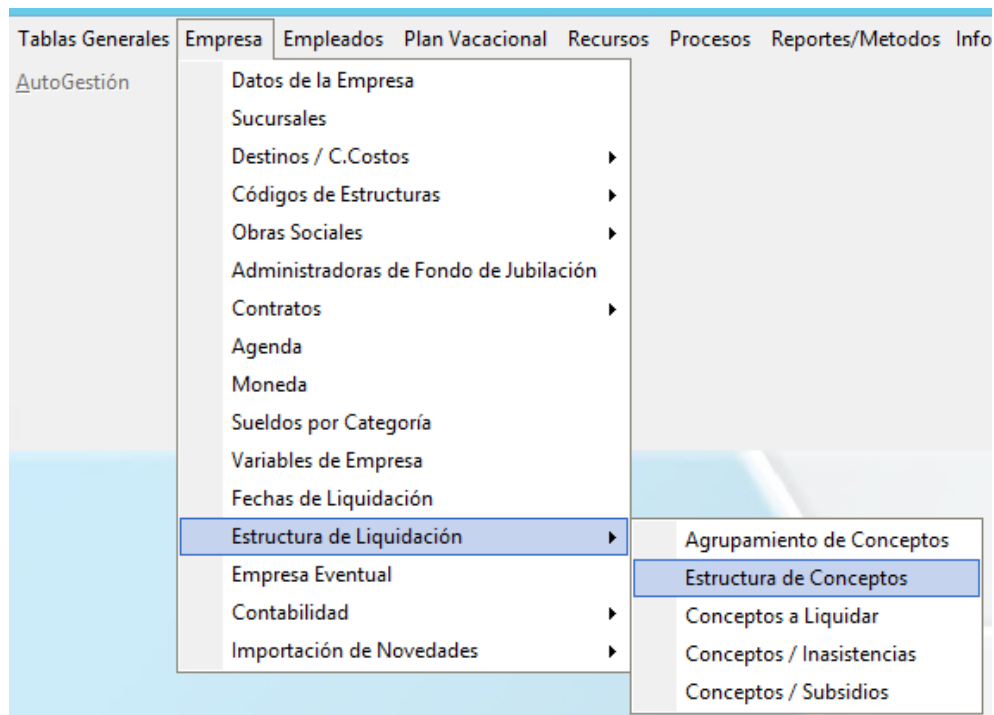 Tablas Generales Empresa Empleados Plan Vacacional Recursos Procesos Reportes/Metodos Info
AutoGestión
Datos de la Empresa
Sucursales
Destinos / C.Costos
Códigos de Estructuras
Obras Sociales
Administradoras de Fondo de Jubilación
Contratos
Agenda
Moneda
Sueldos por Categoría
Variables de Empresa
Fechas de Liquidación
Estructura de Liquidación
Empresa Eventual
Contabilidad
Importación de Novedades
Agrupamiento de Conceptos
Estructura de Conceptos
Conceptos a Liquidar
Conceptos / Inasistencias
Conceptos / Subsidios